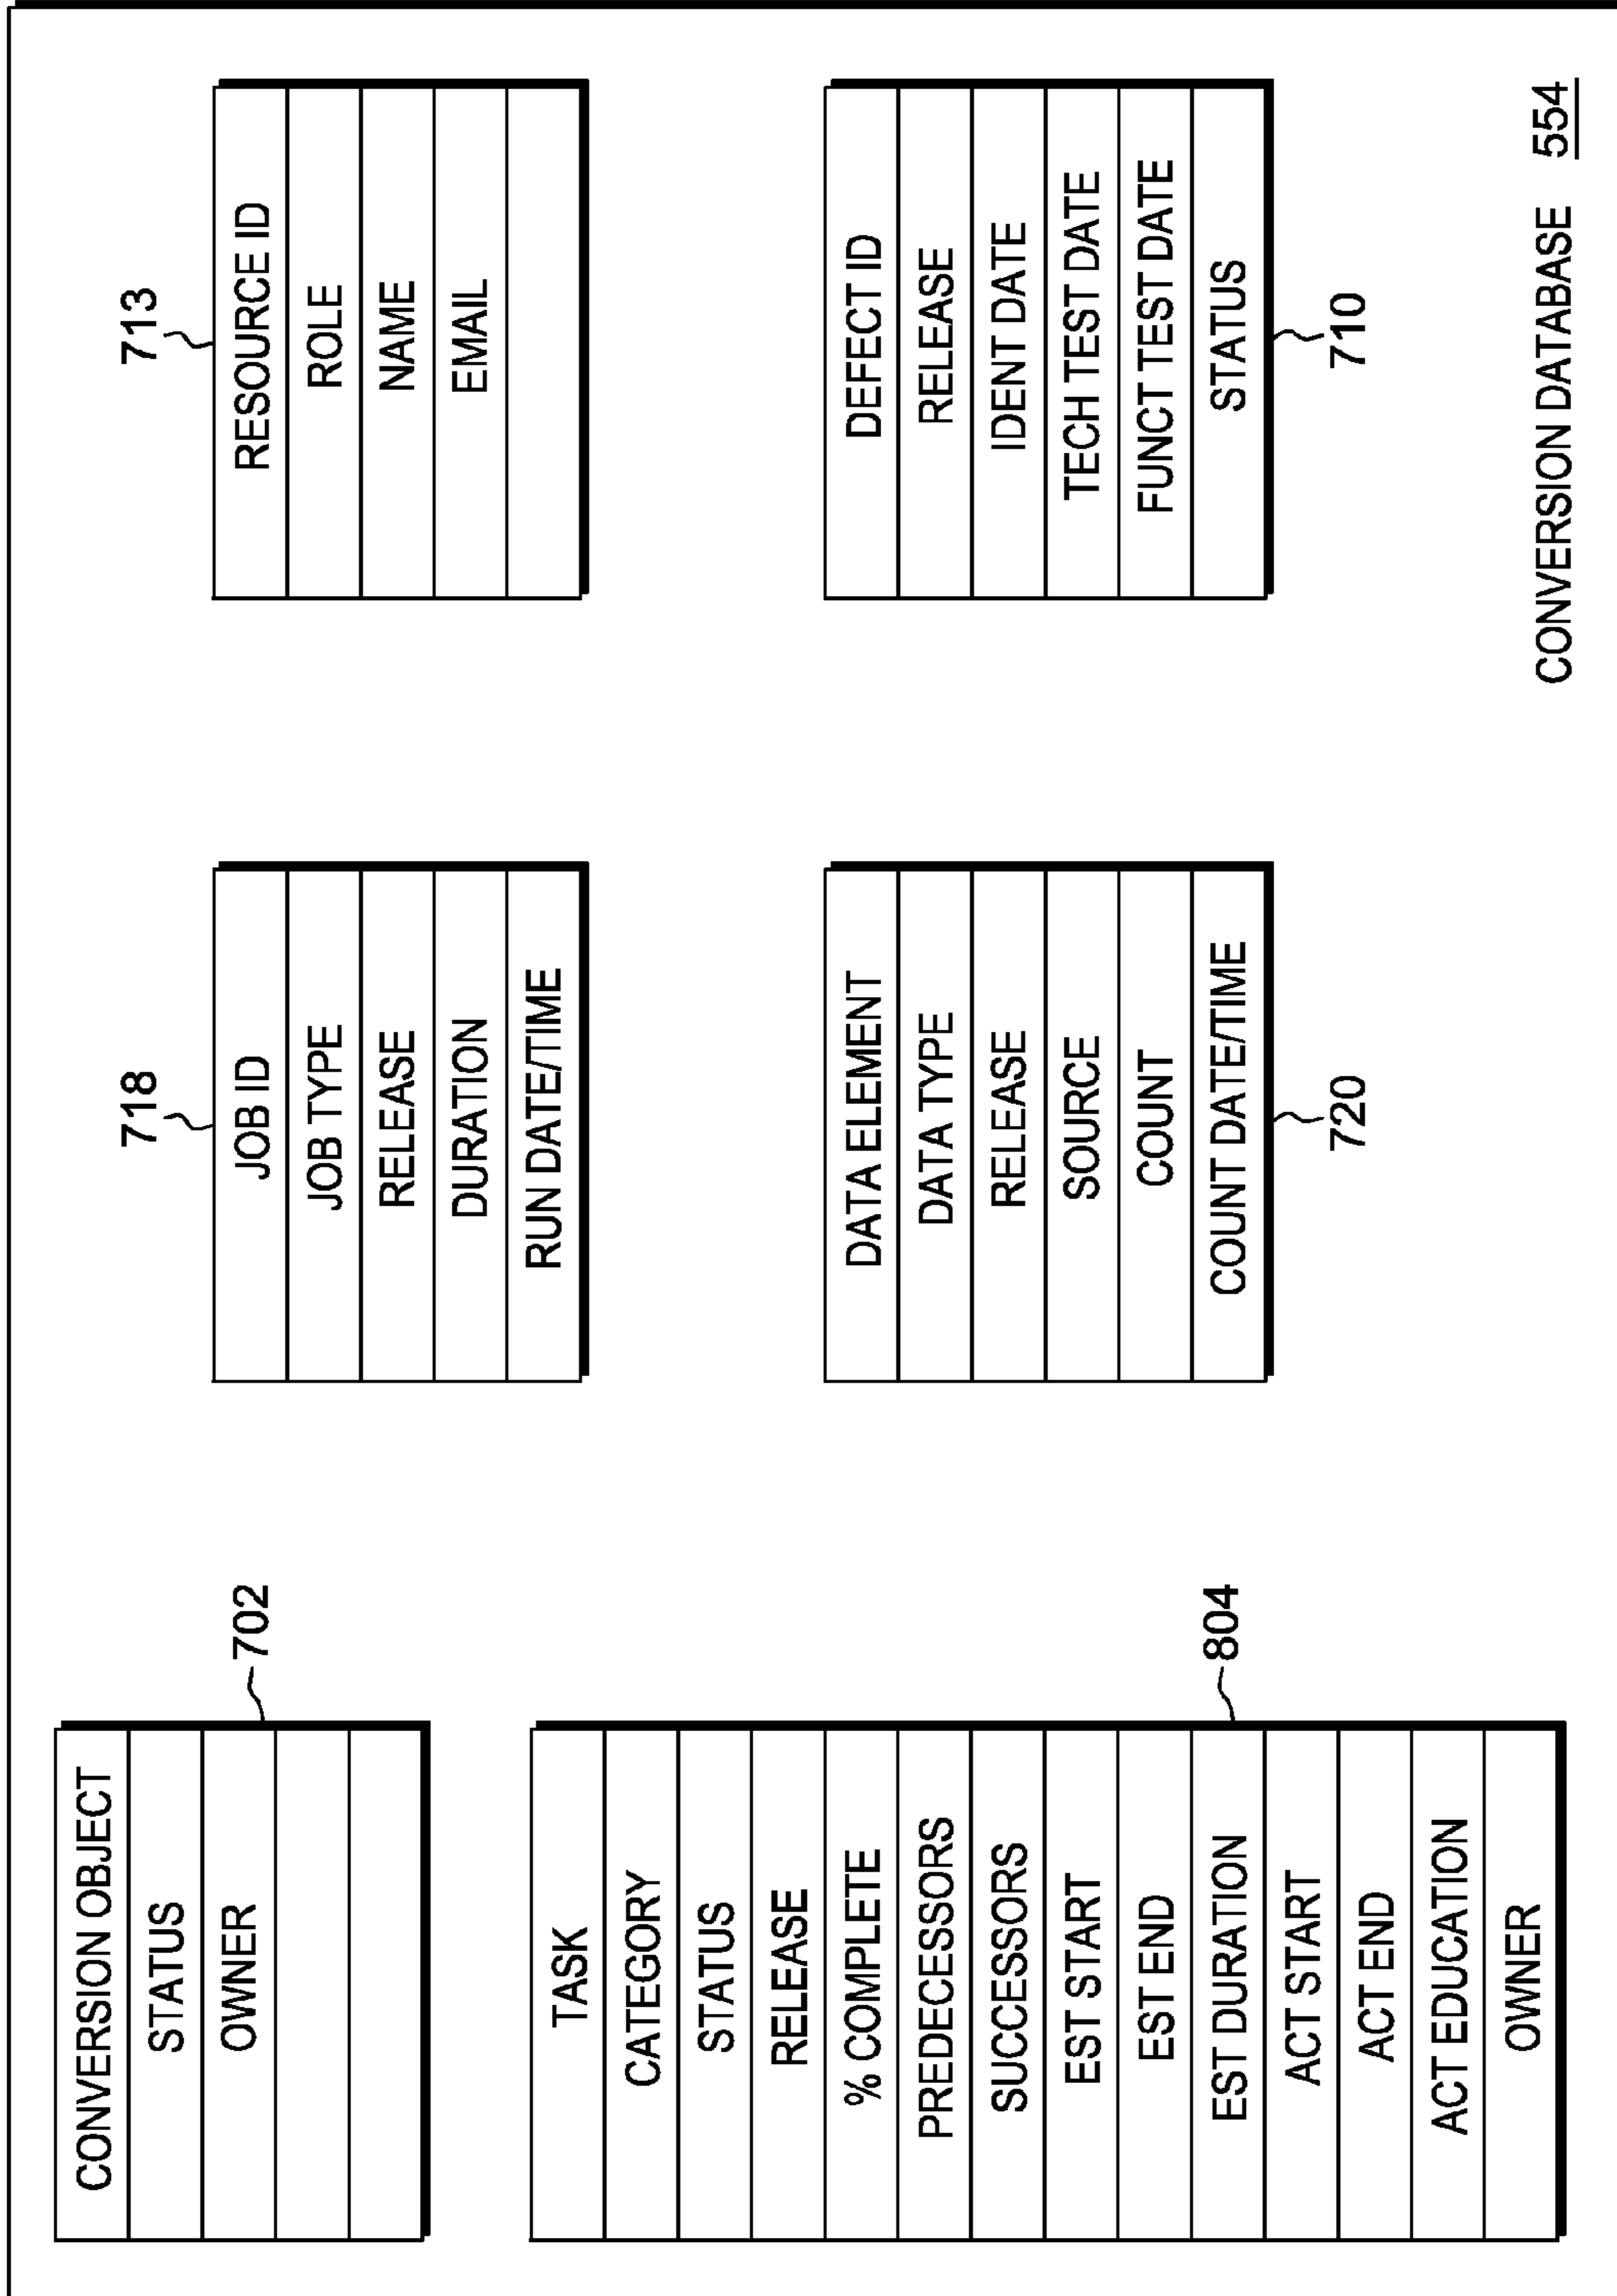 CONVERSION OBJECT
STATUS
OWNER
702
TASK
CATEGORY
STATUS
RELEASE
% COMPLETE
PREDECESSORS
SUCCESSORS
EST START
EST END
EST DURATION
ACT START
ACT END
ACT EDUCATION
OWNER
804
718
JOB ID
JOB TYPE
RELEASE
DURATION
RUN DATE/TIME
DATA ELEMENT
DATA TYPE
RELEASE
SOURCE
COUNT
COUNT DATE/TIME
720
713
RESOURCE ID
ROLE
NAME
EMAIL
DEFECT ID
RELEASE
IDENT DATE
TECH TEST DATE
FUNCT TEST DATE
STATUS
710
CONVERSION DATABASE 554